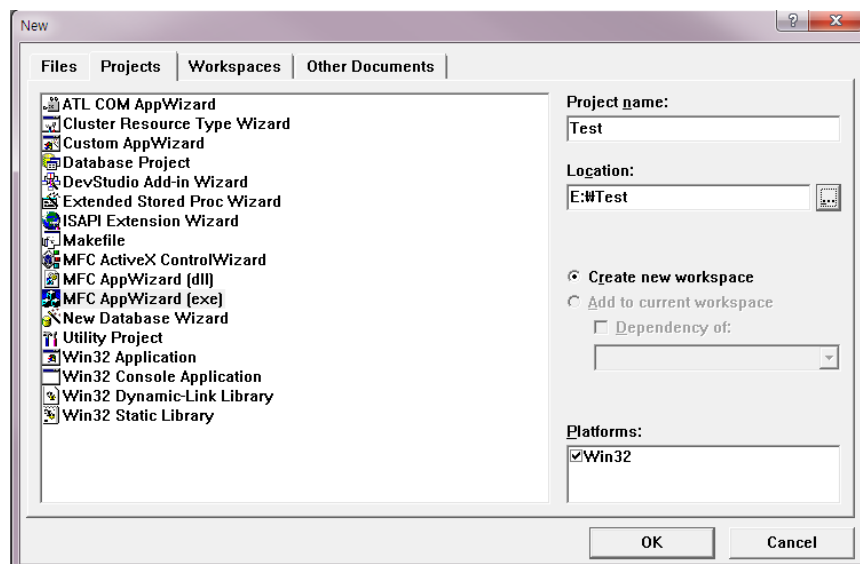 New
Files
Projects
Workspaces
Other Documents
ATL COM AppWizard
Cluster Resource Type Wizard
Custom AppWizard
Database Project
DevStudio Add-in Wizard
Extended Stored Proc Wizard
ISAPI Extension Wizard
Makefile
MFC ActiveX ControlWizard
MFC AppWizard (dll)
MFC AppWizard (exe)
New Database Wizard
Utility Project
Win32 Application
Win32 Console Application
Win32 Dynamic-Link Library
Win32 Static Library
Project name:
Test
Location:
E:₩Test
...
Create new workspace
Add to current workspace
Dependency of:
Platforms:
Win32
OK
Cancel